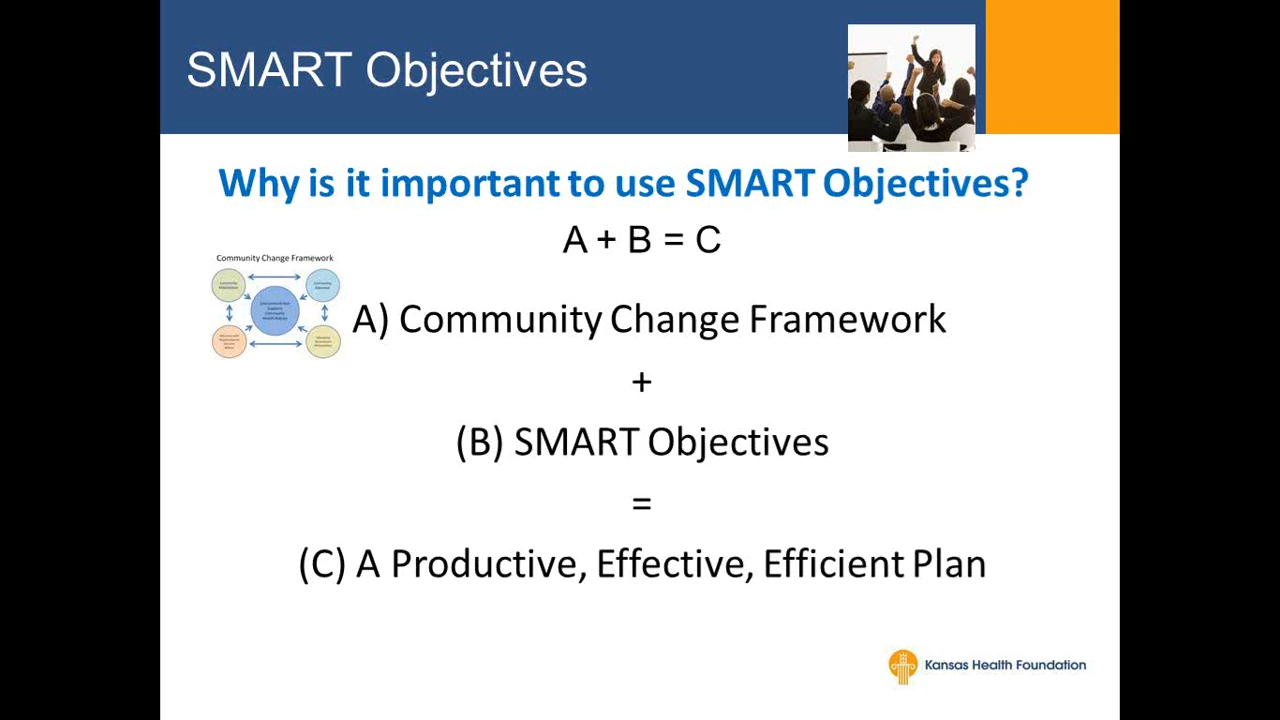 SMART Objectives
Why is it important to use SMART Objectives?
A + B = C
Community Change Framework
A) Community Change Framework
+
(B) SMART Objectives
=
(C) A Productive, Effective, Efficient Plan
Kansas Health Foundation